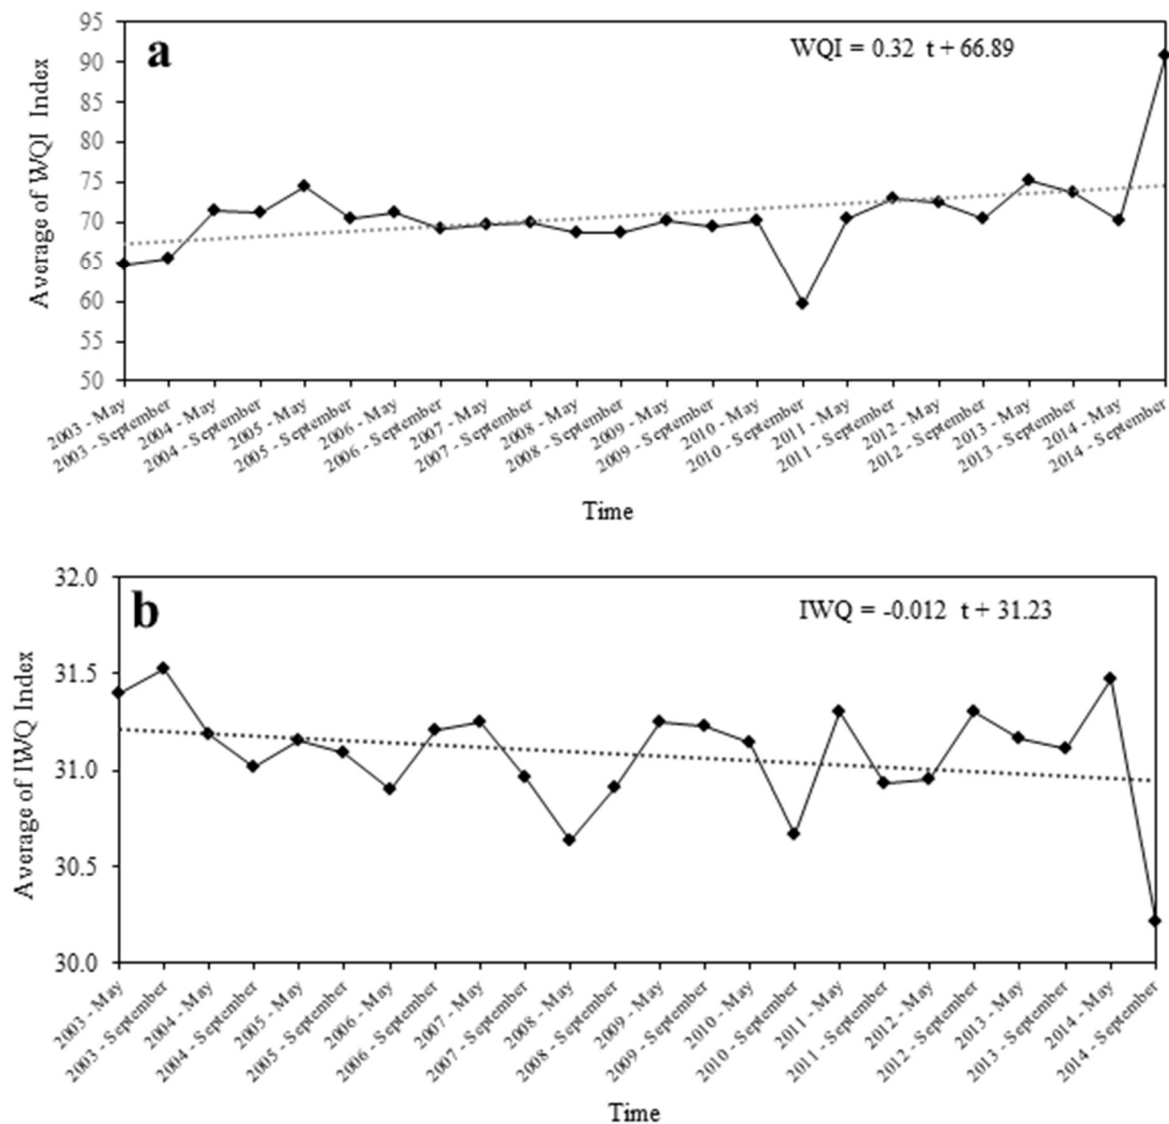 a
WQI = 0.32 t + 66.89
Average of WQI Index
95
90
85
80
75
70
65
60
55
50
2003 - May
2003 - September
2004 - May
2004 - September
2005 - May
2005 - September
2006 - May
2006 - September
2007 - May
2007 - September
2008 - May
2008 - September
2009 - May
2009 - September
2010 - May
2010 - September
2011 - May
2011 - September
2012 - May
2012 - September
2013 - May
2013 - September
2014 - May
2014 - September
Time
b
IWQ = -0.012 t + 31.23
Average of IWQ Index
32.0
31.5
31.0
30.5
30.0
2003 - May
2003 - September
2004 - May
2004 - September
2005 - May
2005 - September
2006 - May
2006 - September
2007 - May
2007 - September
2008 - May
2008 - September
2009 - May
2009 - September
2010 - May
2010 - September
2011 - May
2011 - September
2012 - May
2012 - September
2013 - May
2013 - September
2014 - May
2014 - September
Time